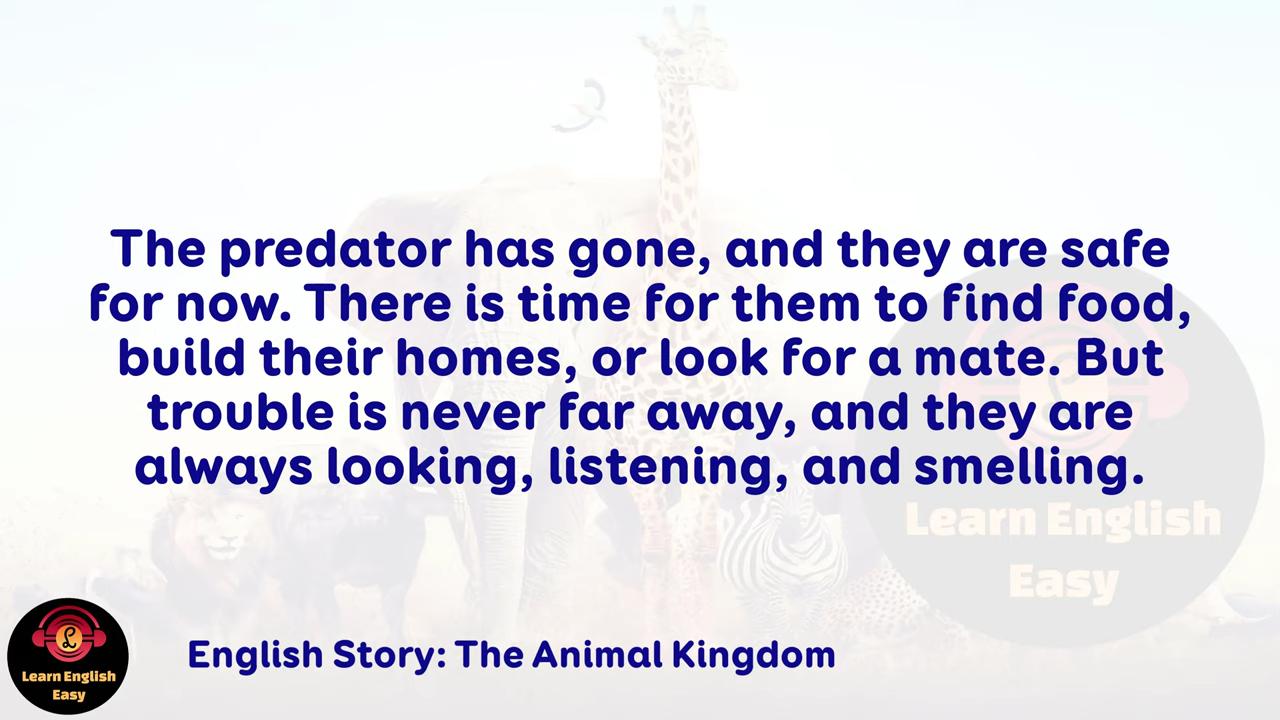 The predator has gone, and they are safe
for now. There is time for them to find food,
build their homes, or look for a mate. But
trouble is never far away, and they are
always looking, listening, and smelling.
Learn English
Easy
English Story: The Animal Kingdom
Learn English
Easy